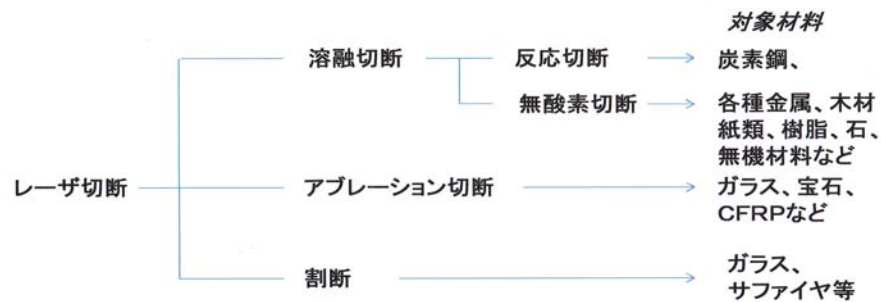 対象材料
溶融切断
反応切断
炭素鋼、
無酸素切断
各種金属、木材
紙類、樹脂、石、
無機材料など
レーザ切断
アブレーション切断
ガラス、宝石、
CFRPなど
割断
ガラス、
サファイヤ等